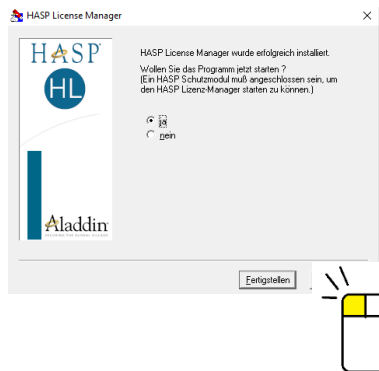 HASP License Manager
HASP
HL
Aladdin
HASP License Manager wurde erfolgreich installiert.
Wollen Sie das Programm jetzt starten ?
(Ein HASP Schutzmodul muß angeschlossen sein, um
den HASP Lizenz-Manager starten zu können.)
ja
nein
Fertigstellen